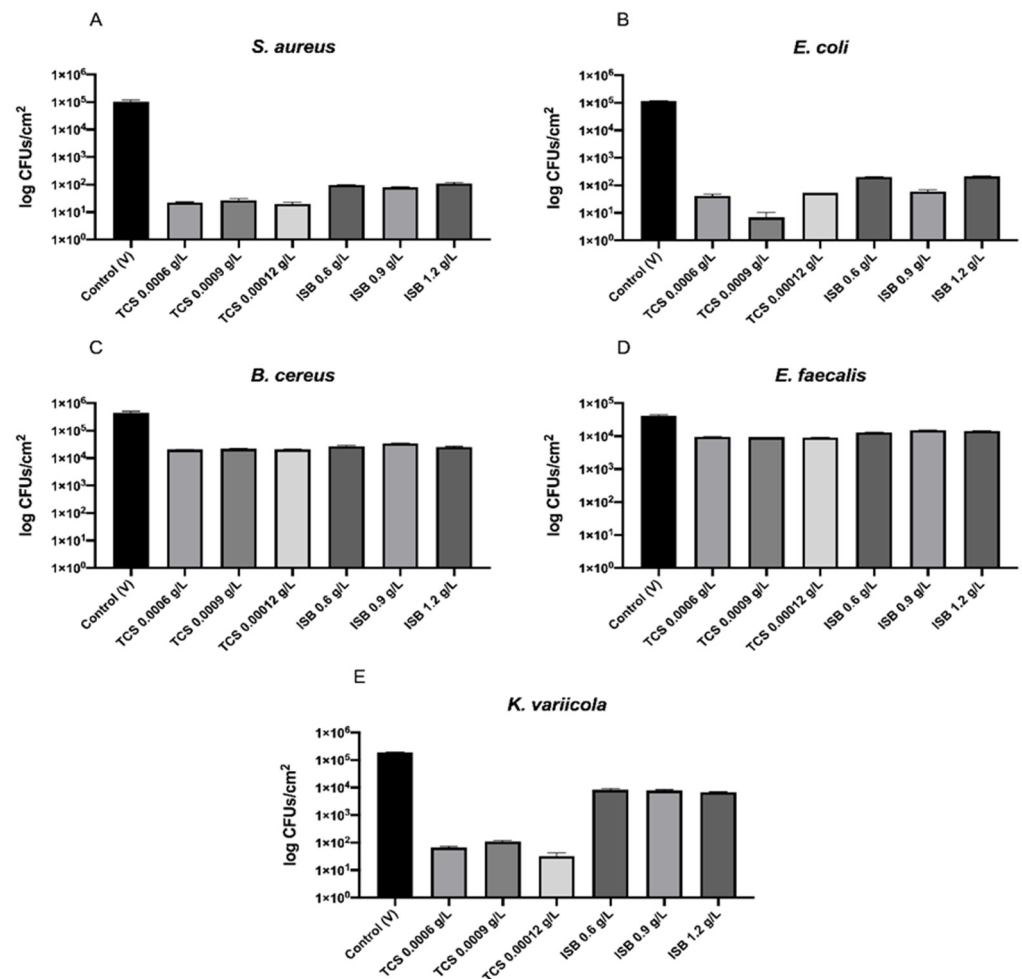 A
S. aureus
log CFUs/cm²
1×10⁶
1×10⁵
1×10⁴
1×10³
1×10²
1×10¹
1×10⁰
Control (V)
TCS 0.0006 g/L
TCS 0.0009 g/L
TCS 0.00012 g/L
ISB 0.6 g/L
ISB 0.9 g/L
ISB 1.2 g/L
B
E. coli
log CFUs/cm²
1×10⁶
1×10⁵
1×10⁴
1×10³
1×10²
1×10¹
1×10⁰
Control (V)
TCS 0.0006 g/L
TCS 0.0009 g/L
TCS 0.00012 g/L
ISB 0.6 g/L
ISB 0.9 g/L
ISB 1.2 g/L
C
B. cereus
log CFUs/cm²
1×10⁶
1×10⁵
1×10⁴
1×10³
1×10²
1×10¹
1×10⁰
Control (V)
TCS 0.0006 g/L
TCS 0.0009 g/L
TCS 0.00012 g/L
ISB 0.6 g/L
ISB 0.9 g/L
ISB 1.2 g/L
D
E. faecalis
log CFUs/cm²
1×10⁵
1×10⁴
1×10³
1×10²
1×10¹
1×10⁰
Control (V)
TCS 0.0006 g/L
TCS 0.0009 g/L
TCS 0.00012 g/L
ISB 0.6 g/L
ISB 0.9 g/L
ISB 1.2 g/L
E
K. variicola
log CFUs/cm²
1×10⁶
1×10⁵
1×10⁴
1×10³
1×10²
1×10¹
1×10⁰
Control (V)
TCS 0.0006 g/L
TCS 0.0009 g/L
TCS 0.00012 g/L
ISB 0.6 g/L
ISB 0.9 g/L
ISB 1.2 g/L